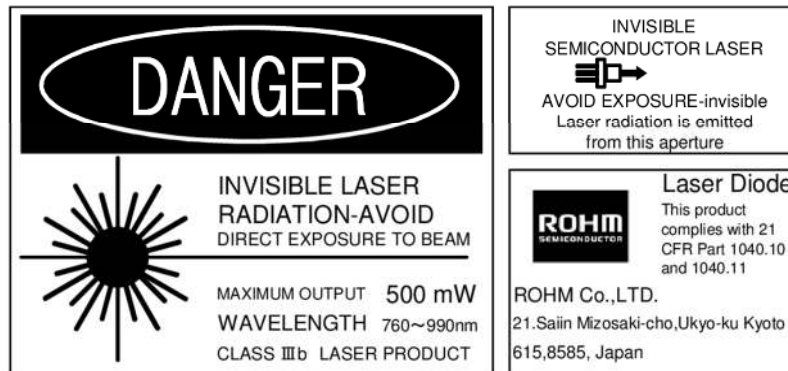 DANGER
INVISIBLE LASER
RADIATION-AVOID
DIRECT EXPOSURE TO BEAM
MAXIMUM OUTPUT 500 mW
WAVELENGTH 760~990nm
CLASS Ⅲb LASER PRODUCT
INVISIBLE
SEMICONDUCTOR LASER
AVOID EXPOSURE-invisible
Laser radiation is emitted
from this aperture
ROHM
SEMICONDUCTOR
Laser Diode
This product
complies with 21
CFR Part 1040.10
and 1040.11
ROHM Co.,LTD.
21.Saiin Mizosaki-cho,Ukyo-ku Kyoto
615,8585, Japan